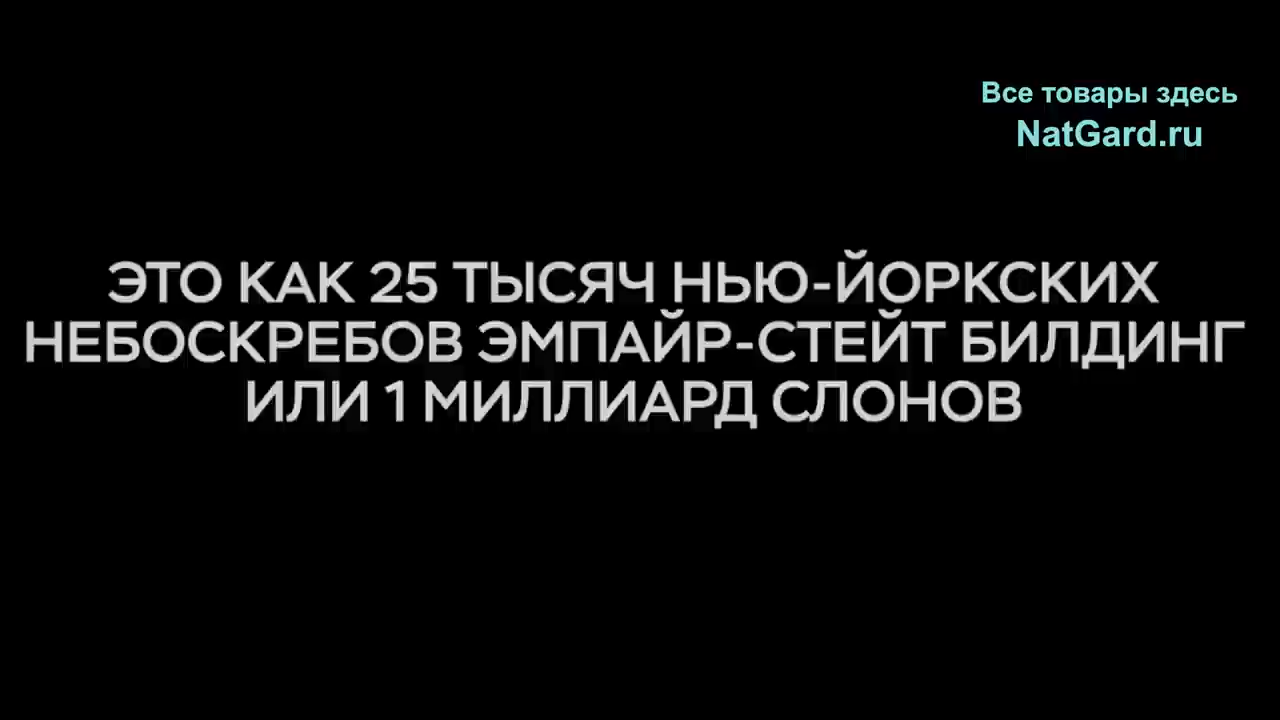 Все товары здесь
NatGard.ru
ЭТО КАК 25 ТЫСЯЧ НЬЮ-ЙОРКСКИХ
НЕБОСКРЕБОВ ЭМПАЙР-СТЕЙТ БИЛДИНГ
ИЛИ 1 МИЛЛИАРД СЛОНОВ